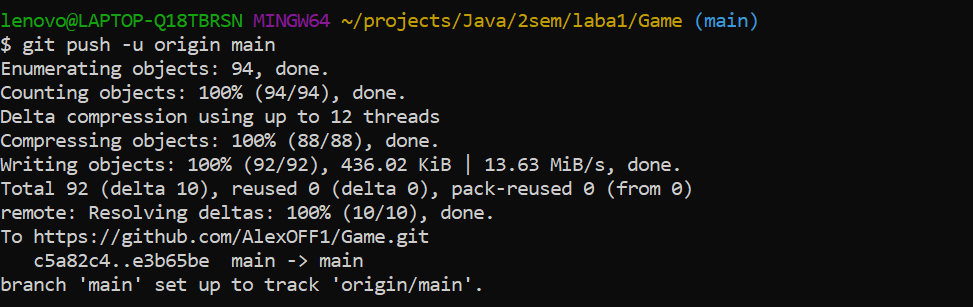 lenovo@LAPTOP-Q18TBRSN MINGW64 ~/projects/Java/2sem/laba1/Game (main)
$ git push -u origin main
Enumerating objects: 94, done.
Counting objects: 100% (94/94), done.
Delta compression using up to 12 threads
Compressing objects: 100% (88/88), done.
Writing objects: 100% (92/92), 436.02 KiB | 13.63 MiB/s, done.
Total 92 (delta 10), reused 0 (delta 0), pack-reused 0 (from 0)
remote: Resolving deltas: 100% (10/10), done.
To https://github.com/AlexOFF1/Game.git
   c5a82c4..e3b65be  main -> main
branch 'main' set up to track 'origin/main'.